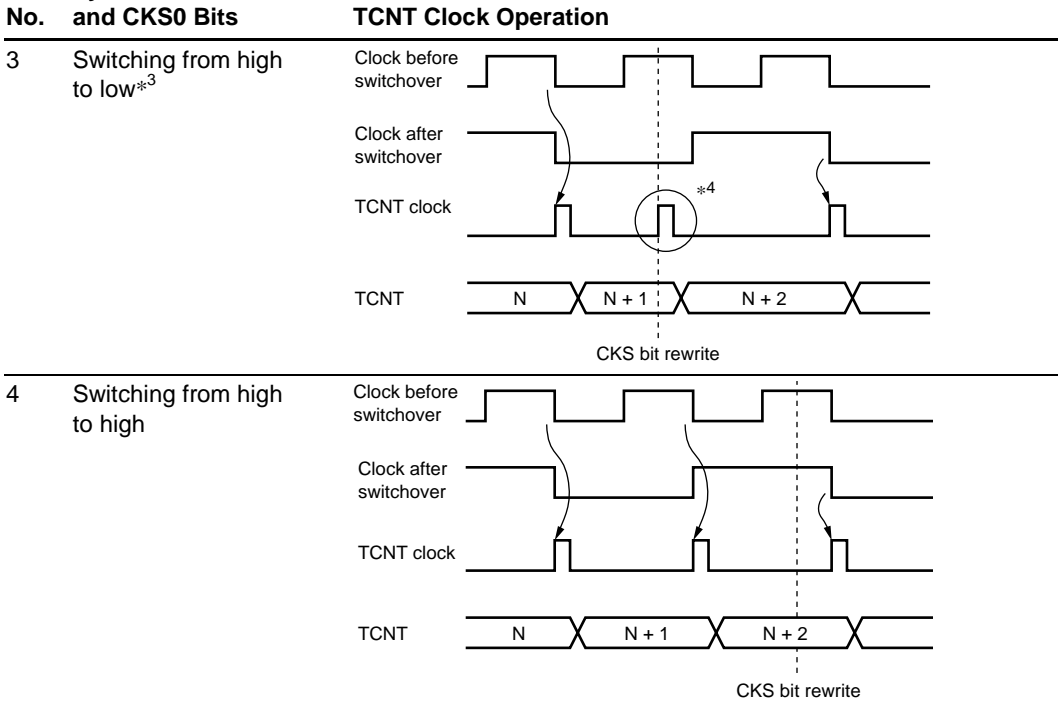 No. and CKS0 Bits TCNT Clock Operation
3 Switching from high to low*3
Clock before switchover
Clock after switchover
*4
TCNT clock
TCNT N N + 1 N + 2
CKS bit rewrite
4 Switching from high to high
Clock before switchover
Clock after switchover
TCNT clock
TCNT N N + 1 N + 2
CKS bit rewrite